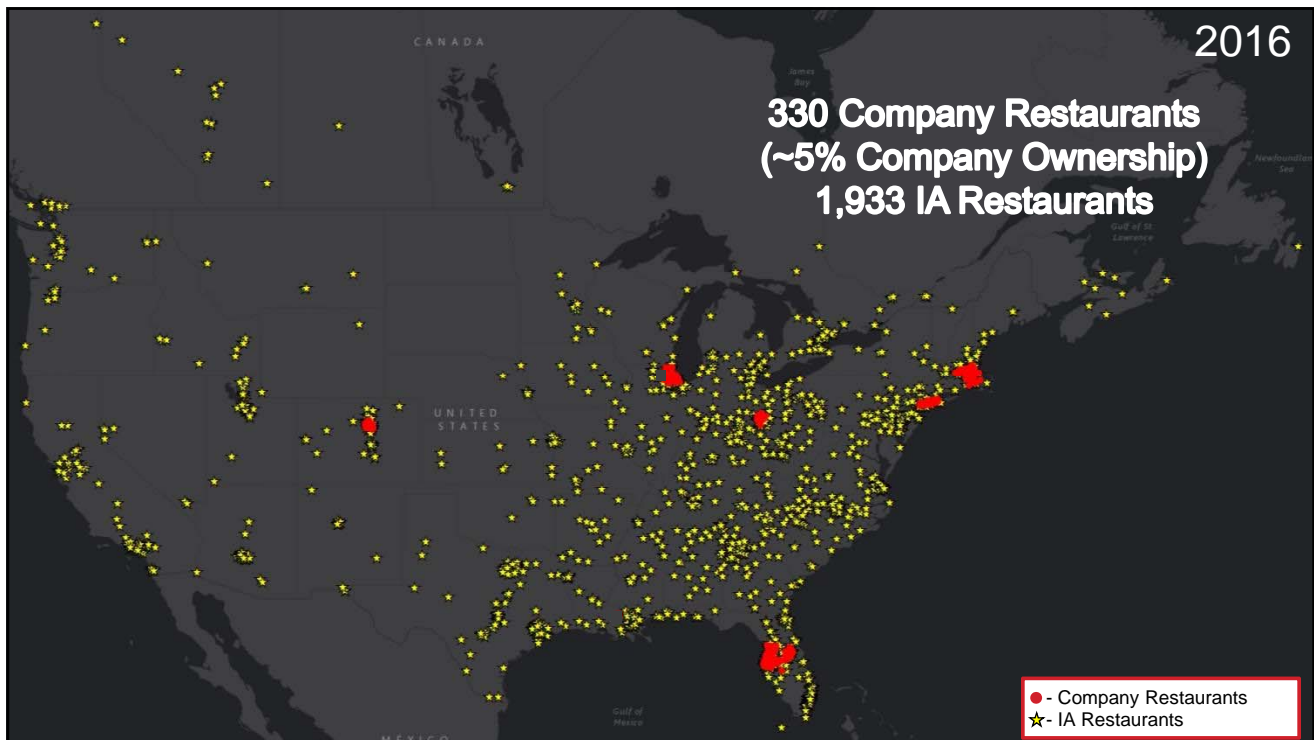 2016
CANADA
James
Bay
330 Company Restaurants
(~5% Company Ownership)
1,933 IA Restaurants
Newfoundlan
Sea
Gulf of St.
Lawrence
UNITED
STATES
Gulf of
Mexico
MÉXICO
- Company Restaurants
- IA Restaurants